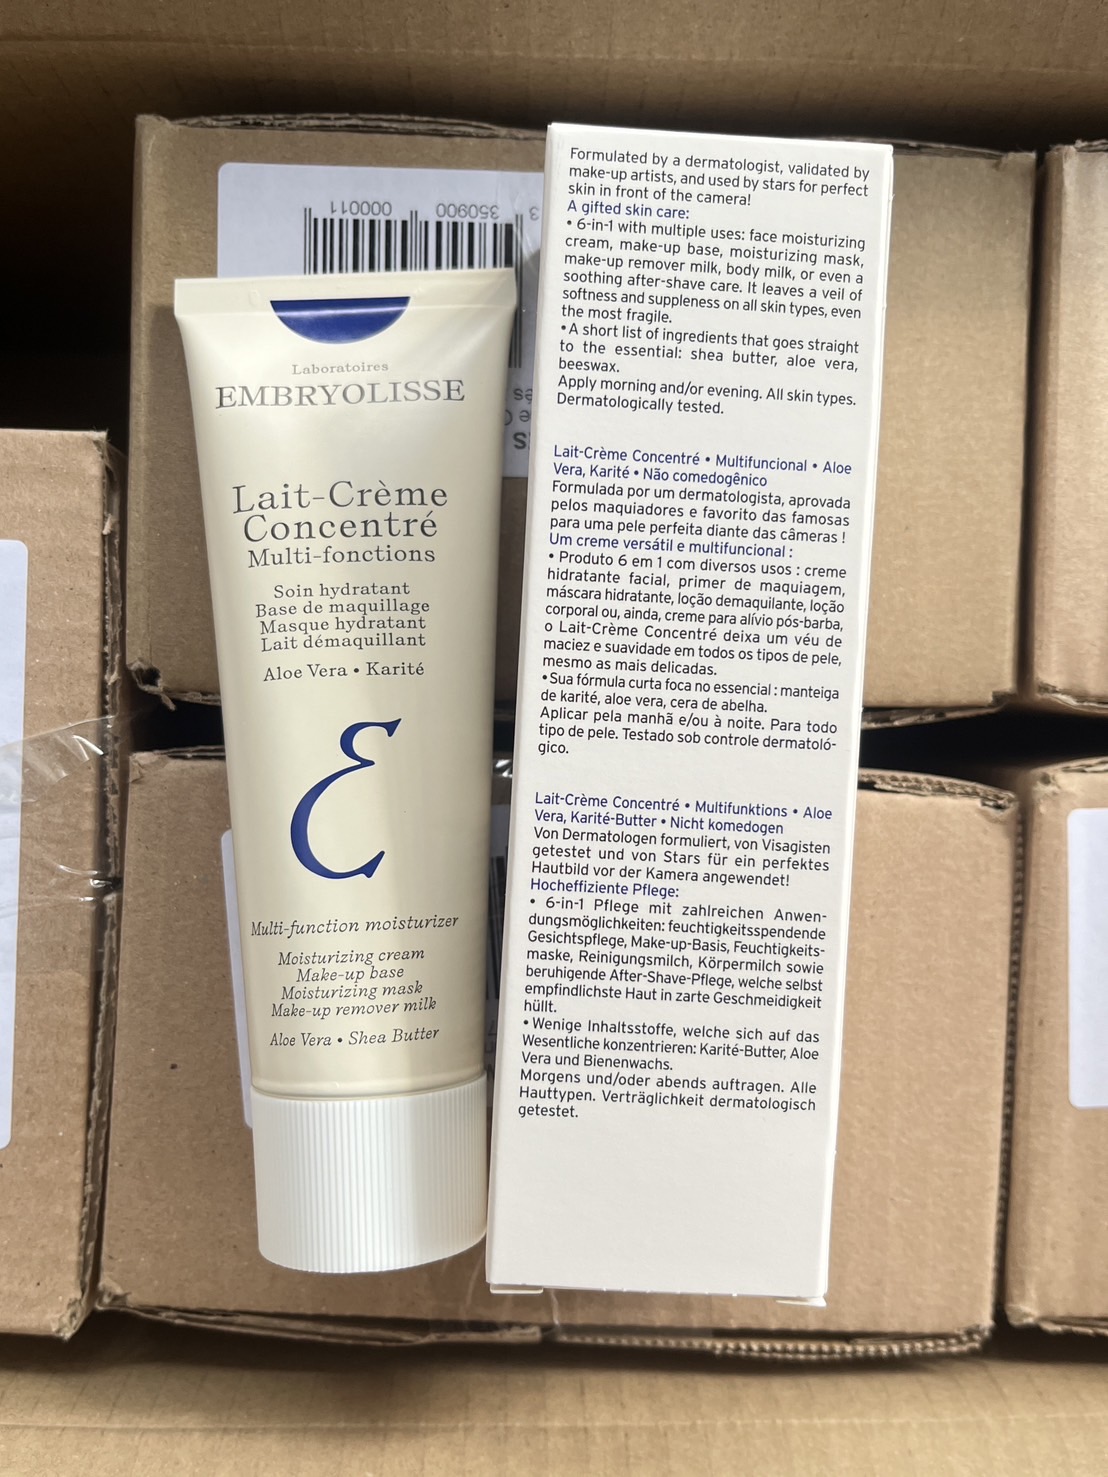 000011
350900
3
Laboratoires
EMBRYOLISSE
Lait-Crème
Concentré
Multi-fonctions
Soin hydratant
Base de maquillage
Masque hydratant
Lait démaquillant
Aloe Vera • Karité
Ɛ
Multi-function moisturizer
Moisturizing cream
Make-up base
Moisturizing mask
Make-up remover milk
Aloe Vera • Shea Butter
Formulated by a dermatologist, validated by
make-up artists, and used by stars for perfect
skin in front of the camera!
A gifted skin care:
• 6-in-1 with multiple uses: face moisturizing
cream, make-up base, moisturizing mask,
make-up remover milk, body milk, or even a
soothing after-shave care. It leaves a veil of
softness and suppleness on all skin types, even
the most fragile.
•A short list of ingredients that goes straight
to the essential: shea butter, aloe vera,
beeswax.
Apply morning and/or evening. All skin types.
Dermatologically tested.
Lait-Crème Concentré • Multifuncional • Aloe
Vera, Karité • Não comedogênico
Formulada por um dermatologista, aprovada
pelos maquiadores e favorito das famosas
para uma pele perfeita diante das câmeras !
Um creme versátil e multifuncional :
• Produto 6 em 1 com diversos usos : creme
hidratante facial, primer de maquiagem,
máscara hidratante, loção demaquilante, loção
corporal ou, ainda, creme para alívio pós-barba,
o Lait-Crème Concentré deixa um véu de
maciez e suavidade em todos os tipos de pele,
mesmo as mais delicadas.
•Sua fórmula curta foca no essencial : manteiga
de karité, aloe vera, cera de abelha.
Aplicar pela manhã e/ou à noite. Para todo
tipo de pele. Testado sob controle dermatoló-
gico.
Lait-Crème Concentré • Multifunktions • Aloe
Vera, Karité-Butter • Nicht komedogen
Von Dermatologen formuliert, von Visagisten
getestet und von Stars für ein perfektes
Hautbild vor der Kamera angewendet!
Hocheffiziente Pflege:
• 6-in-1 Pflege mit zahlreichen Anwen-
dungsmöglichkeiten: feuchtigkeitsspendende
Gesichtspflege, Make-up-Basis, Feuchtigkeits-
maske, Reinigungsmilch, Körpermilch sowie
beruhigende After-Shave-Pflege, welche selbst
empfindlichste Haut in zarte Geschmeidigkeit
hüllt.
•Wenige Inhaltsstoffe, welche sich auf das
Wesentliche konzentrieren: Karité-Butter, Aloe
Vera und Bienenwachs.
Morgens und/oder abends auftragen. Alle
Hauttypen. Verträglichkeit dermatologisch
getestet.